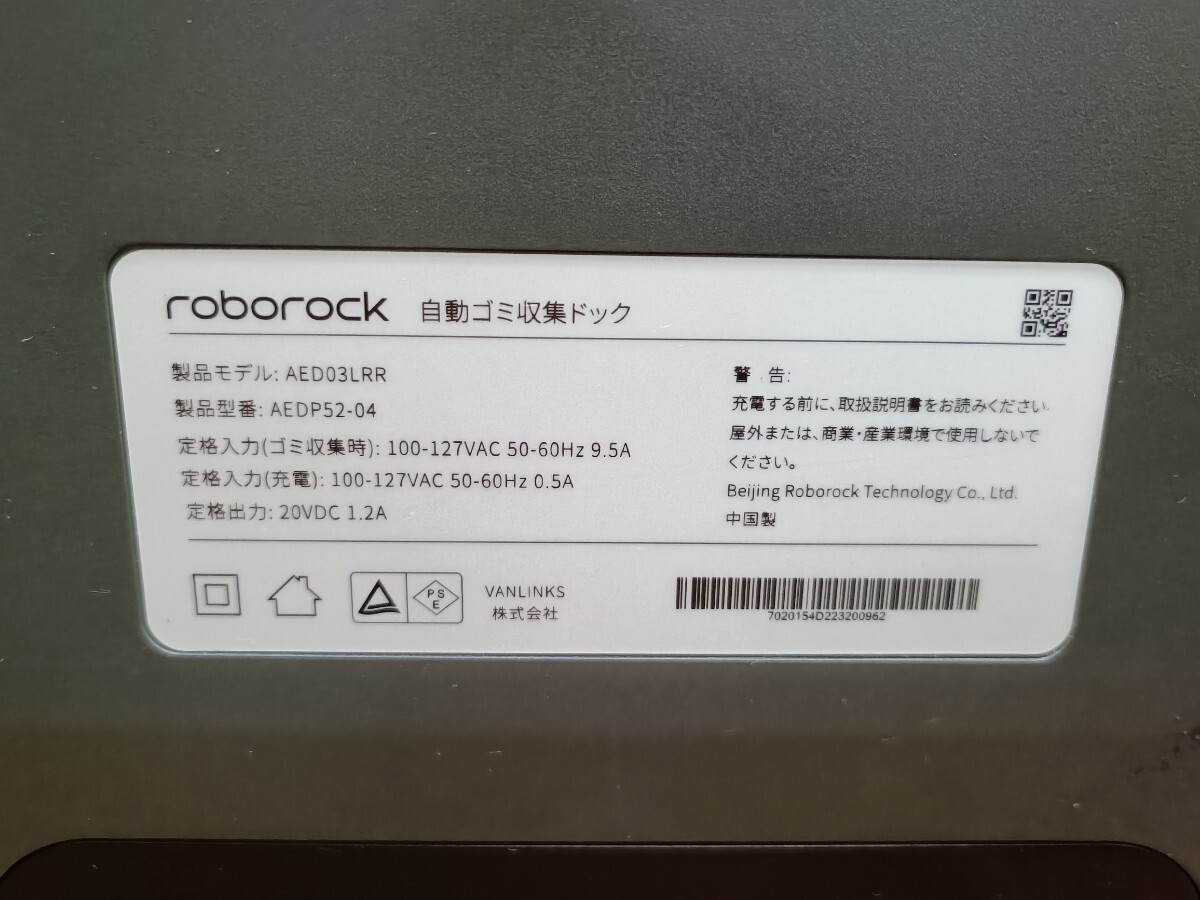 roborock 自動ゴミ収集ドック
製品モデル: AED03LRR
製品型番: AEDP52-04
定格入力(ゴミ収集時): 100-127VAC 50-60Hz 9.5A
定格入力(充電): 100-127VAC 50-60Hz 0.5A
定格出力: 20VDC 1.2A
警 告:
充電する前に、取扱説明書をお読みください。
屋外または、商業・産業環境で使用しないで
ください。
Beijing Roborock Technology Co., Ltd.
中国製
PS
E
VANLINKS
株式会社
7020154D223200962